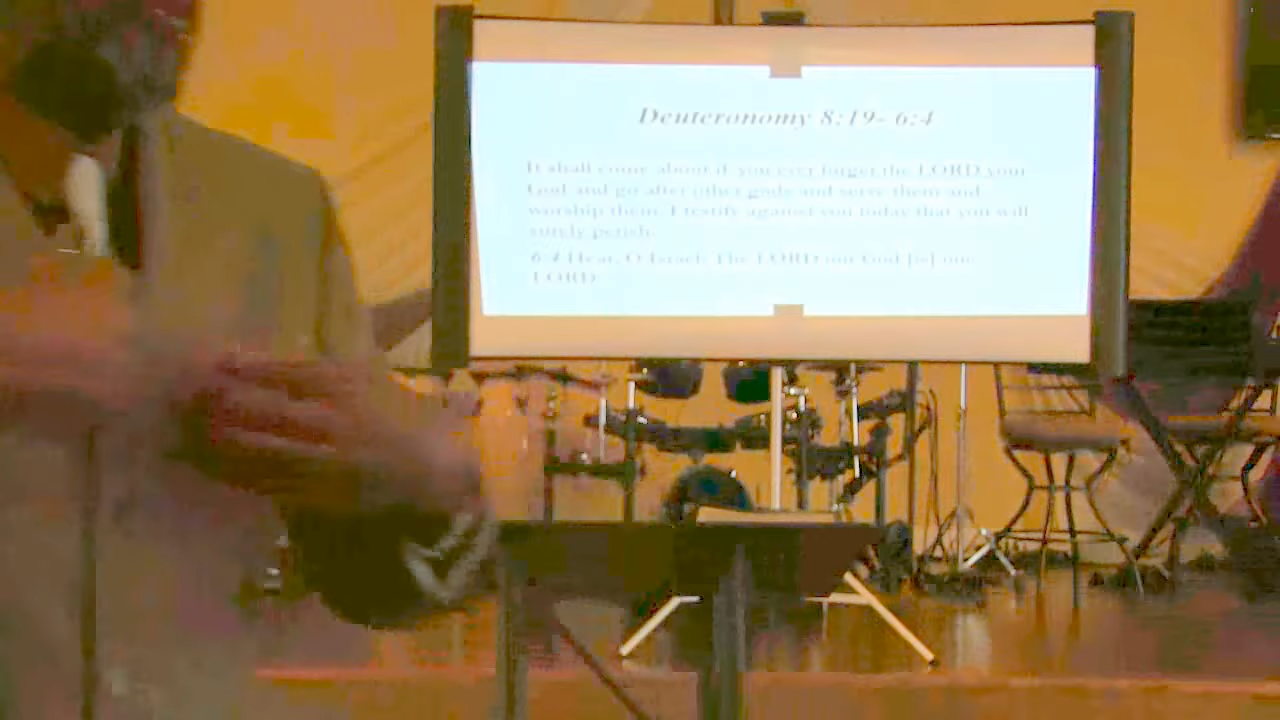 Deuteronomy 8:19- 6:4
It shall come about if you ever forget the LORD your
God and go after other gods and serve them and
worship them, I testify against you today that you will
surely perish.
6:4 Hear, O Israel: The LORD our God [is] one
LORD